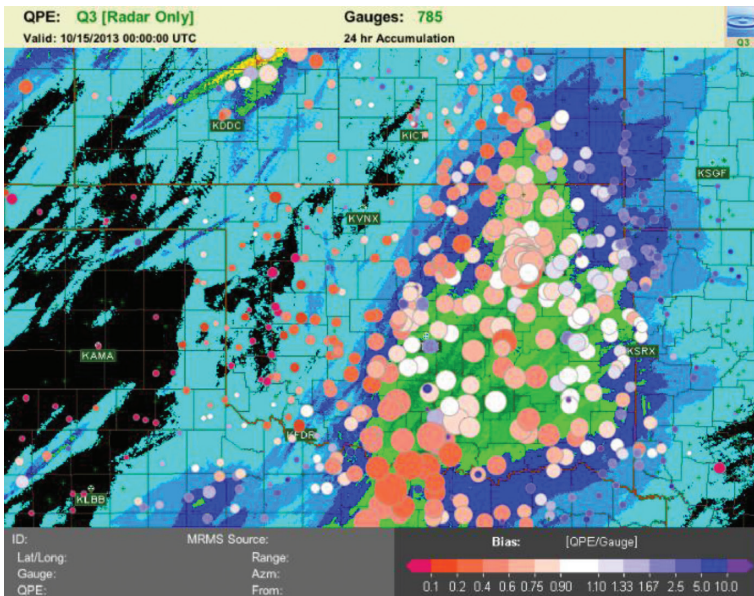 QPE: Q3 [Radar Only] Gauges: 785
Valid: 10/15/2013 00:00:00 UTC 24 hr Accumulation
Q3
KDDC
KICT
KSGF
KVNX
KAMA
KSRX
KFDR
KLBB
ID: MRMS Source:
Lat/Long: Range:
Gauge: Azm:
QPE: From:
Bias: [QPE/Gauge]
0.1 0.2 0.4 0.6 0.75 0.90 1.10 1.33 1.67 2.5 5.0 10.0